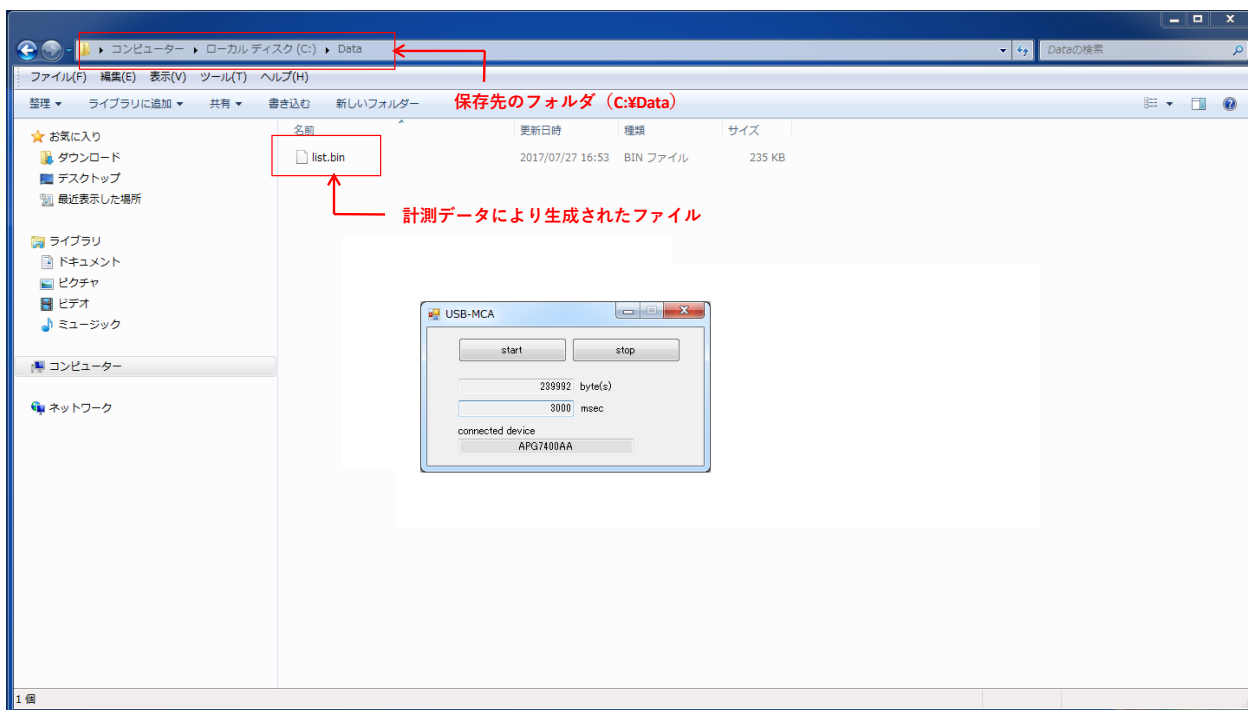 コンピューター ▸ ローカル ディスク (C:) ▸ Data
Dataの検索
ファイル(F) 編集(E) 表示(V) ツール(T) ヘルプ(H)
整理 ライブラリに追加 共有 書き込む 新しいフォルダー
保存先のフォルダ（C:¥Data）
名前 更新日時 種類 サイズ
list.bin 2017/07/27 16:53 BIN ファイル 235 KB
計測データにより生成されたファイル
お気に入り
ダウンロード
デスクトップ
最近表示した場所
ライブラリ
ドキュメント
ピクチャ
ビデオ
ミュージック
コンピューター
ネットワーク
USB-MCA
start stop
239992 byte(s)
3000 msec
connected device
APG7400AA
1 個